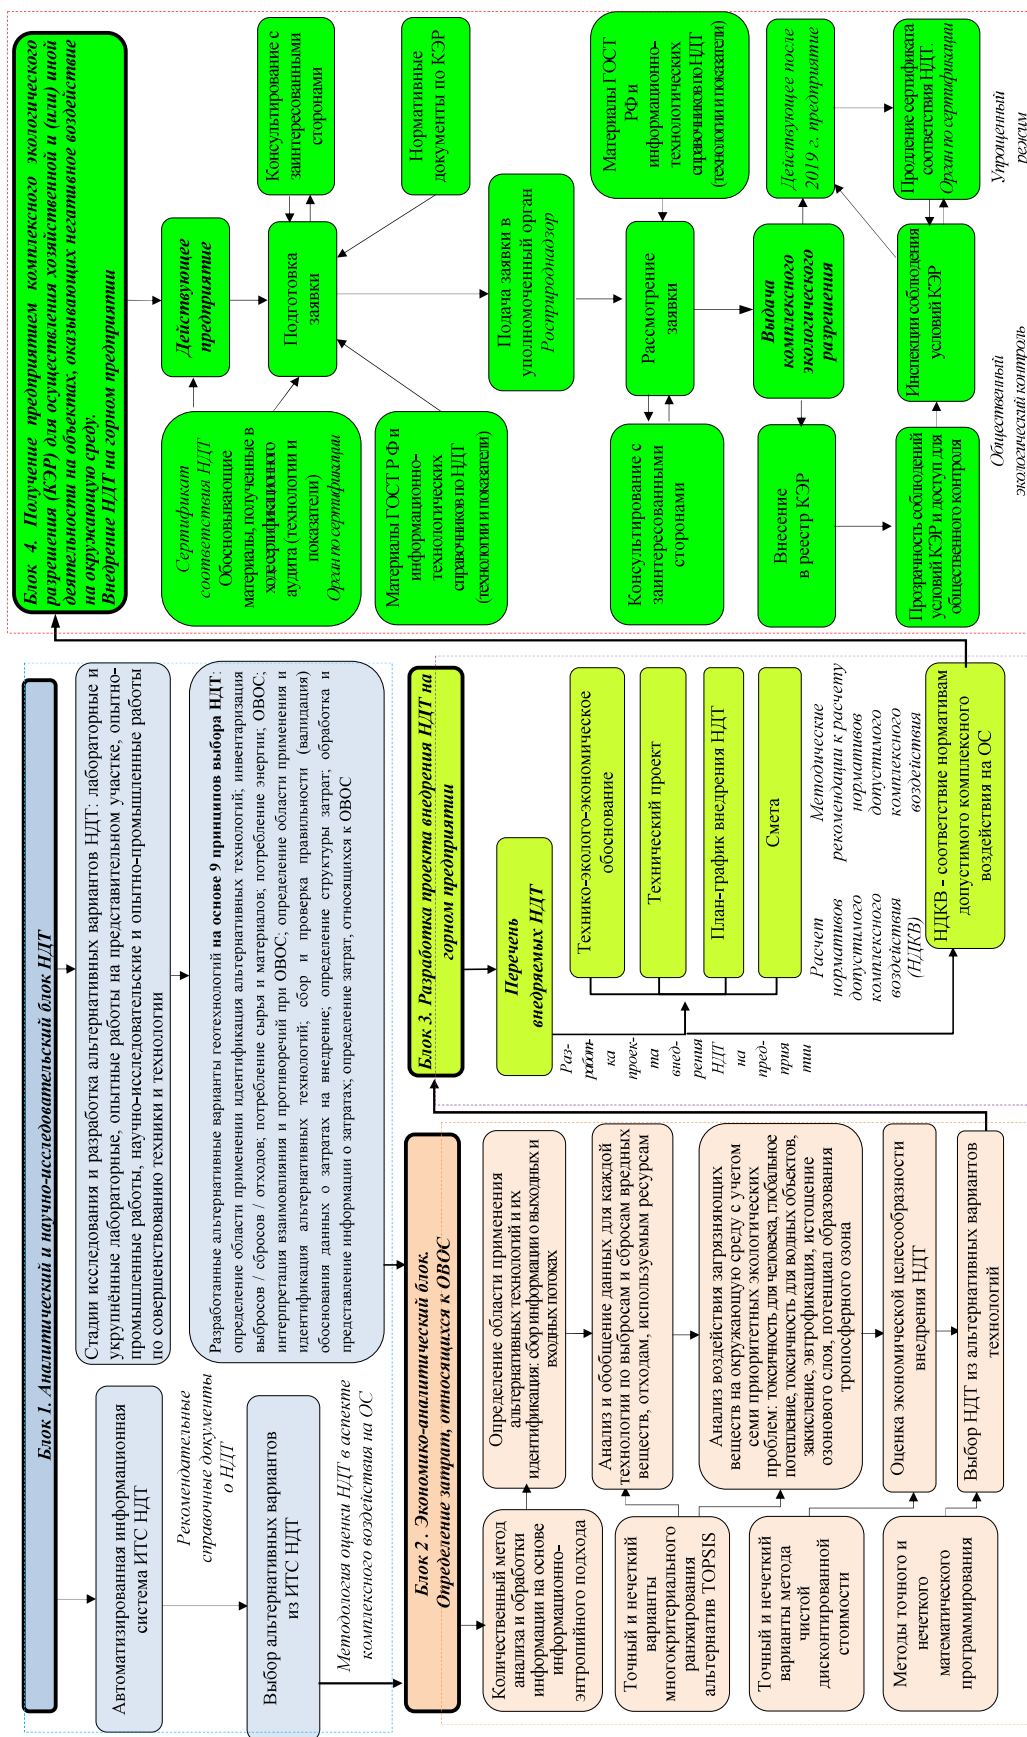 Блок 1. Аналитический и научно-исследовательский блок НДТ
Автоматизированная информационная
система ИТС НДТ
Рекомендательные
справочные документы
о НДТ
Выбор альтернативных вариантов
из ИТС НДТ
Методология оценки НДТ в аспекте
комплексного воздействия на ОС
Стадии исследования и разработка альтернативных вариантов НДТ: лабораторные и
укрупнённые лабораторные, опытные работы на представительном участке, опытно-
промышленные работы, научно-исследовательские и опытно-промышленные работы
по совершенствованию техники и технологии
Разработанные альтернативные варианты геотехнологий на основе 9 принципов выбора НДТ:
определение области применении идентификация альтернативных технологий; инвентаризация
выбросов / сбросов / отходов; потребление сырья и материалов; потребление энергии; ОВОС;
интерпретация взаимовлияния и противоречий при ОВОС; определение области применения и
идентификация альтернативных технологий; сбор и проверка правильности (валидация)
обоснования данных о затратах на внедрение; определение структуры затрат; обработка и
представление информации о затратах; определение затрат, относящихся к ОВОС
Блок 2 . Экономико-аналитический блок.
Определение затрат, относящихся к ОВОС
Количественный метод
анализа и обработки
информации на основе
информационно-
энтропийного подхода
Определение области применения
альтернативных технологий и их
идентификация: сбор информации о выходных и
входных потоках
Точный и нечеткий
варианты
многокритериального
ранжирования
альтернатив TOPSIS
Анализ и обобщение данных для каждой
технологии по выбросам и сбросам вредных
веществ, отходам, используемым ресурсам
Анализ воздействия загрязняющих
веществ на окружающую среду с учетом
семи приоритетных экологических
проблем: токсичность для человека, глобальное
потепление, токсичность для водных объектов,
закисление, эвтрофикация, истощение
озонового слоя, потенциал образования
тропосферного озона
Точный и нечеткий
варианты метода
чистой
дисконтированной
стоимости
Оценка экономической целесообразности
внедрения НДТ
Методы точного и
нечеткого
математического
программирования
Выбор НДТ из альтернативных вариантов
технологий
Блок 3. Разработка проекта внедрения НДТ на
горном предприятии
Перечень
внедряемых НДТ
Раз-
работ-
ка
проек-
та
внед-
рения
НДТ
на
пред-
прия
тии
Технико-эколого-экономическое
обоснование
Технический проект
План-график внедрения НДТ
Смета
Расчет
нормативов
допустимого
комплексного
воздействия
(НДКВ)
Методические
рекомендации к расчету
нормативов
допустимого
комплексного
воздействия
НДКВ - соответствие нормативам
допустимого комплексного
воздействия на ОС
Блок 4. Получение предприятием комплексного экологического
разрешения (КЭР) для осуществления хозяйственной и (или) иной
деятельности на объектах, оказывающих негативное воздействие
на окружающую среду.
Внедрение НДТ на горном предприятии
Сертификат
соответствия НДТ
Обосновывающие
материалы, полученные в
ходе сертификационного
аудита (технологии и
показатели)
Орган по сертификации
Действующее
предприятие
Подготовка
заявки
Консультирование с
заинтересованными
сторонами
Материалы ГОСТ РФ и
информационно-
технологических
справочников по НДТ
(технологии и показатели)
Нормативные
документы по КЭР
Подача заявки в
уполномоченный орган
Росприроднадзор
Консультирование с
заинтересованными
сторонами
Рассмотрение
заявки
Материалы ГОСТ
РФ и
информационно-
технологических
справочников по НДТ
(технологии и показатели)
Внесение
в реестр КЭР
Выдача
комплексного
экологического
разрешения
Действующее после
2019 г. предприятие
Прозрачность соблюдений
условий КЭР и доступ для
общественного контроля
Инспекции соблюдения
условий КЭР
Продление сертификата
соответствия НДТ.
Орган по сертификации
Общественный
экологический контроль
Упрощенный
режим